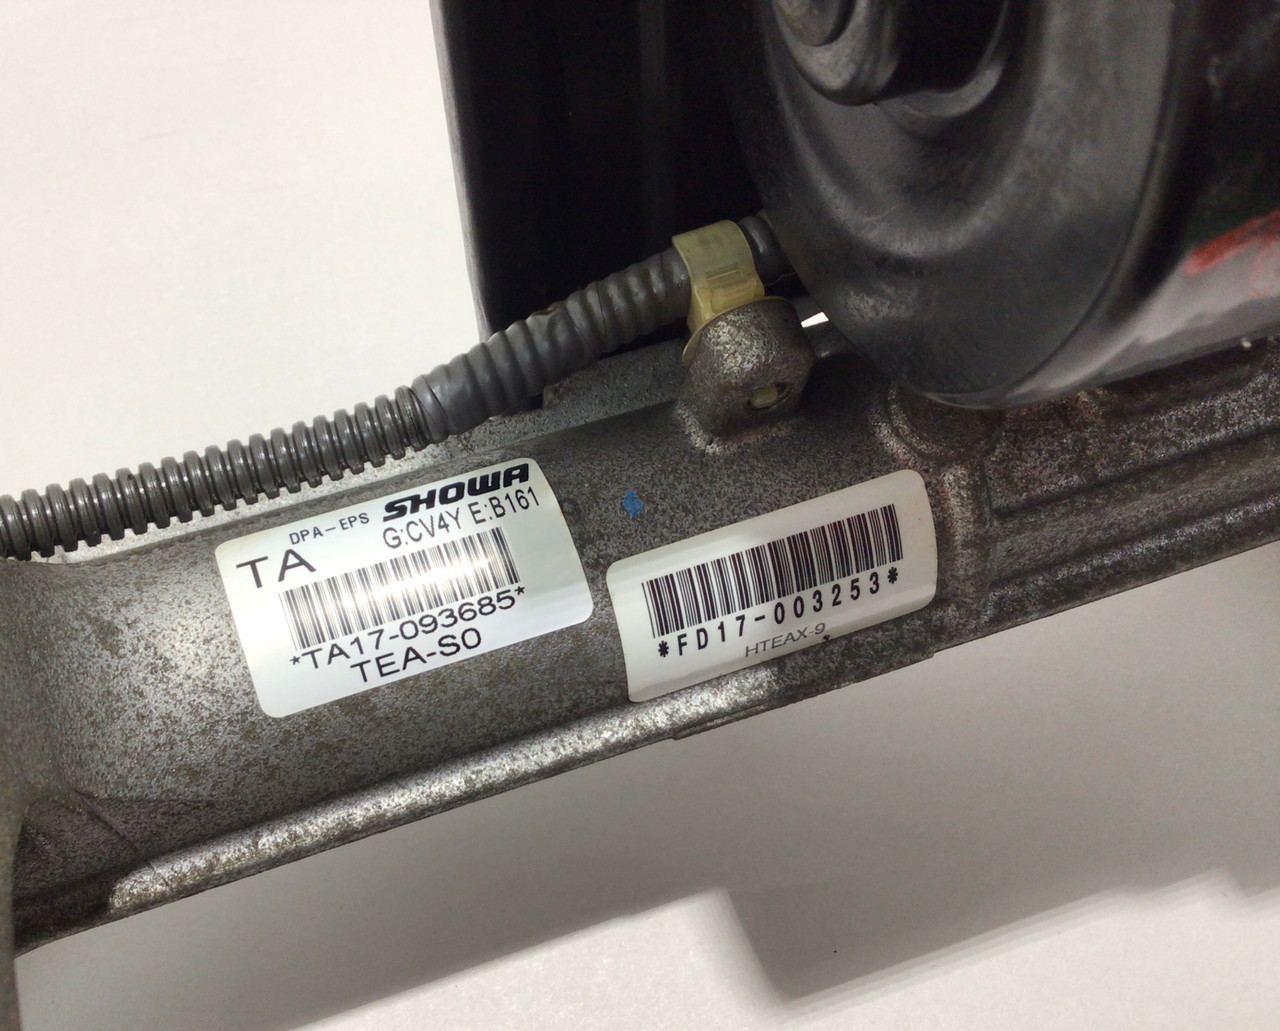 DPA-EPS SHOWA
TA G:CV4Y E:B161
*TA17-093685*
TEA-S0
*FD17-003253*
HTEAX-9